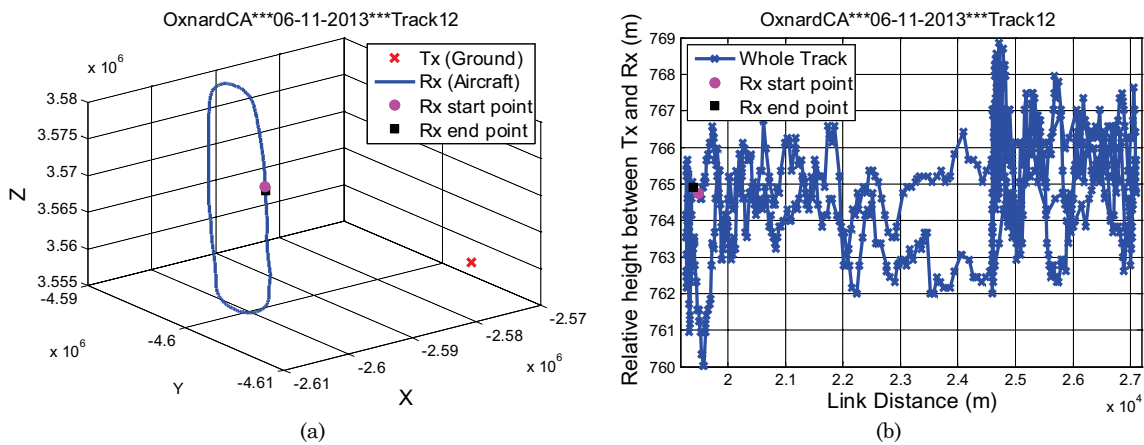 OxnardCA***06-11-2013***Track12
x 10^6
Tx (Ground)
Rx (Aircraft)
Rx start point
Rx end point
3.58
3.575
3.57
3.565
3.56
3.555
Z
-4.59
-4.6
-4.61
x 10^6
Y
-2.61
-2.6
-2.59
-2.58
-2.57
x 10^6
X
(a)
OxnardCA***06-11-2013***Track12
Relative height between Tx and Rx (m)
769
768
767
766
765
764
763
762
761
760
Whole Track
Rx start point
Rx end point
2
2.1
2.2
2.3
2.4
2.5
2.6
2.7
x 10^4
Link Distance (m)
(b)